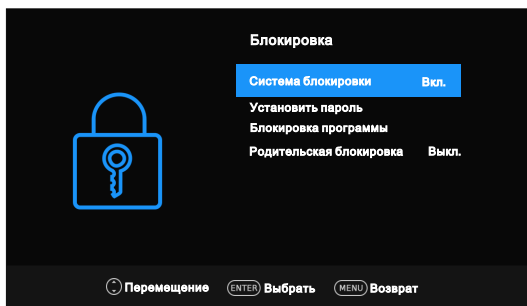 Блокировка
Система блокировки Вкл.
Установить пароль
Блокировка программы
Родительская блокировка Выкл.
Перемещение ENTER Выбрать MENU Возврат